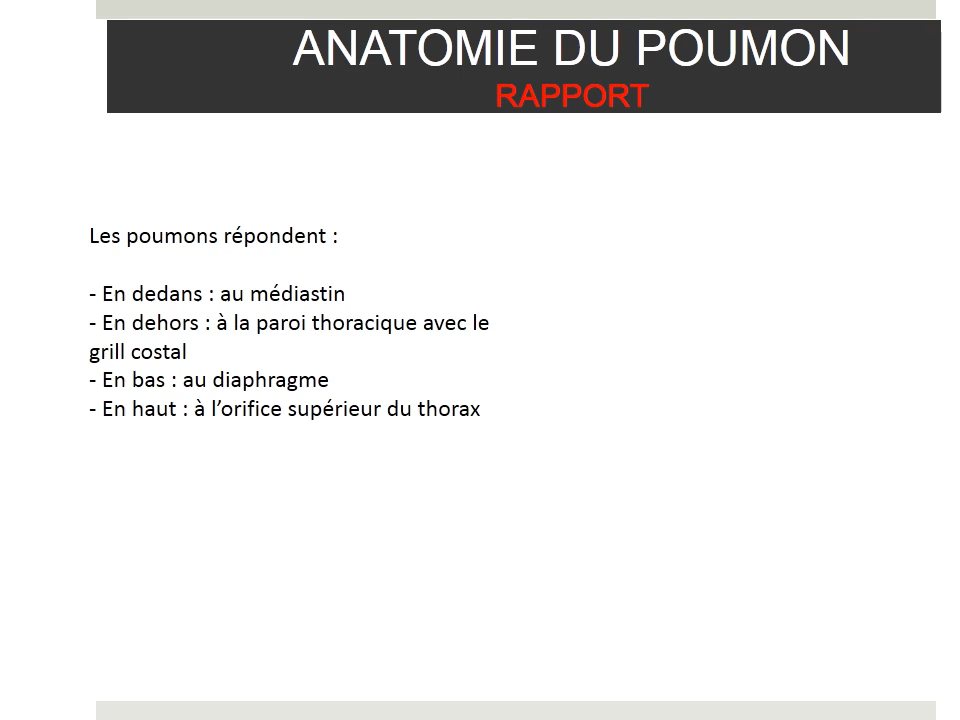 ANATOMIE DU POUMON
RAPPORT
Les poumons répondent :
- En dedans : au médiastin
- En dehors : à la paroi thoracique avec le
grill costal
- En bas : au diaphragme
- En haut : à l’orifice supérieur du thorax